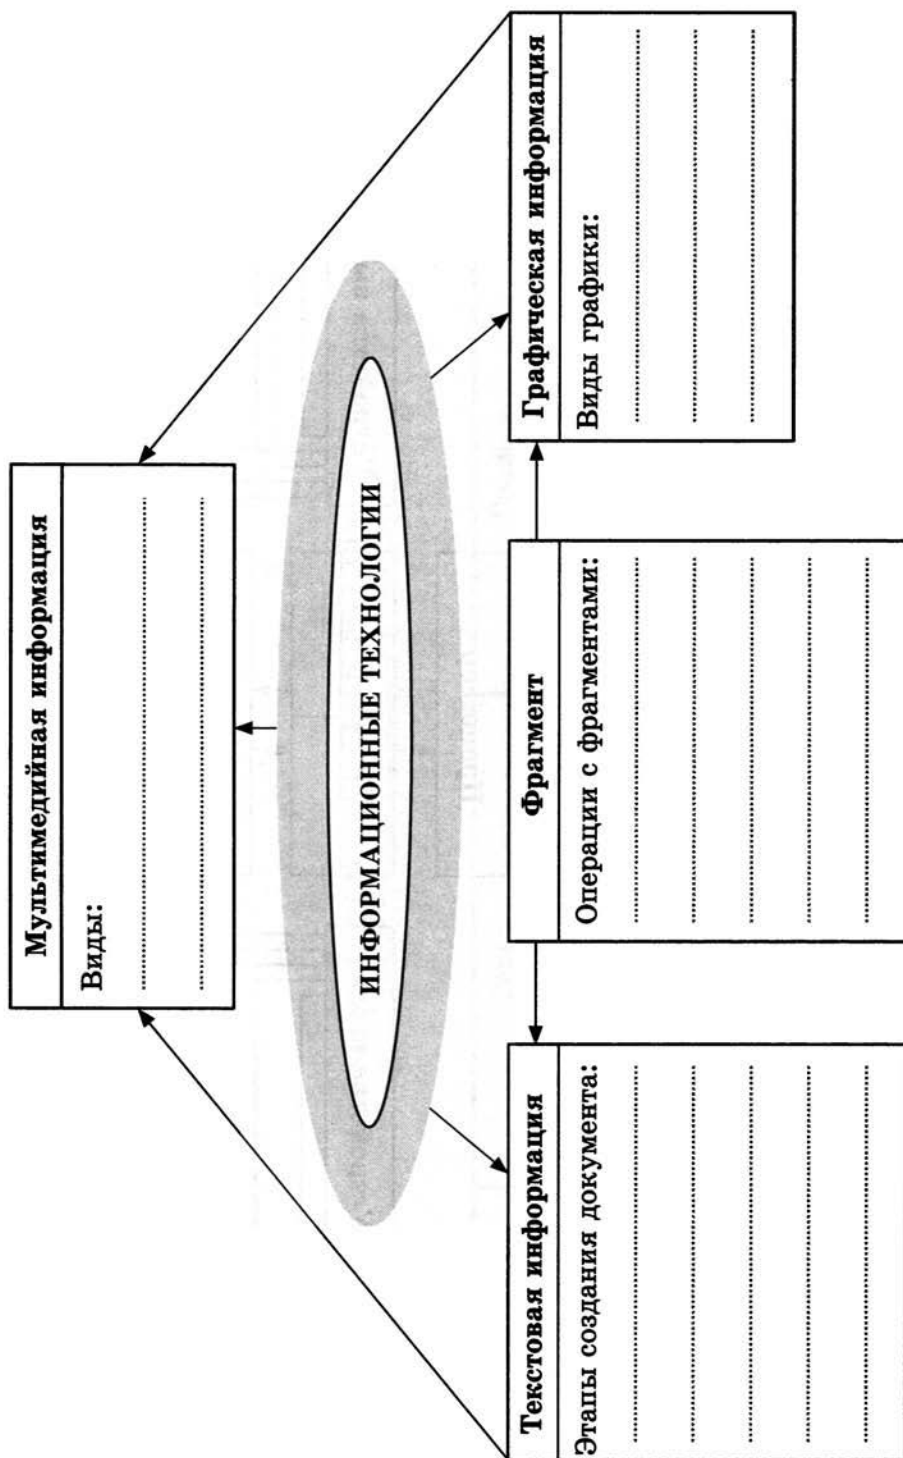 Мультимедийная информация
Виды:
ИНФОРМАЦИОННЫЕ ТЕХНОЛОГИИ
Текстовая информация
Этапы создания документа:
Фрагмент
Операции с фрагментами:
Графическая информация
Виды графики: